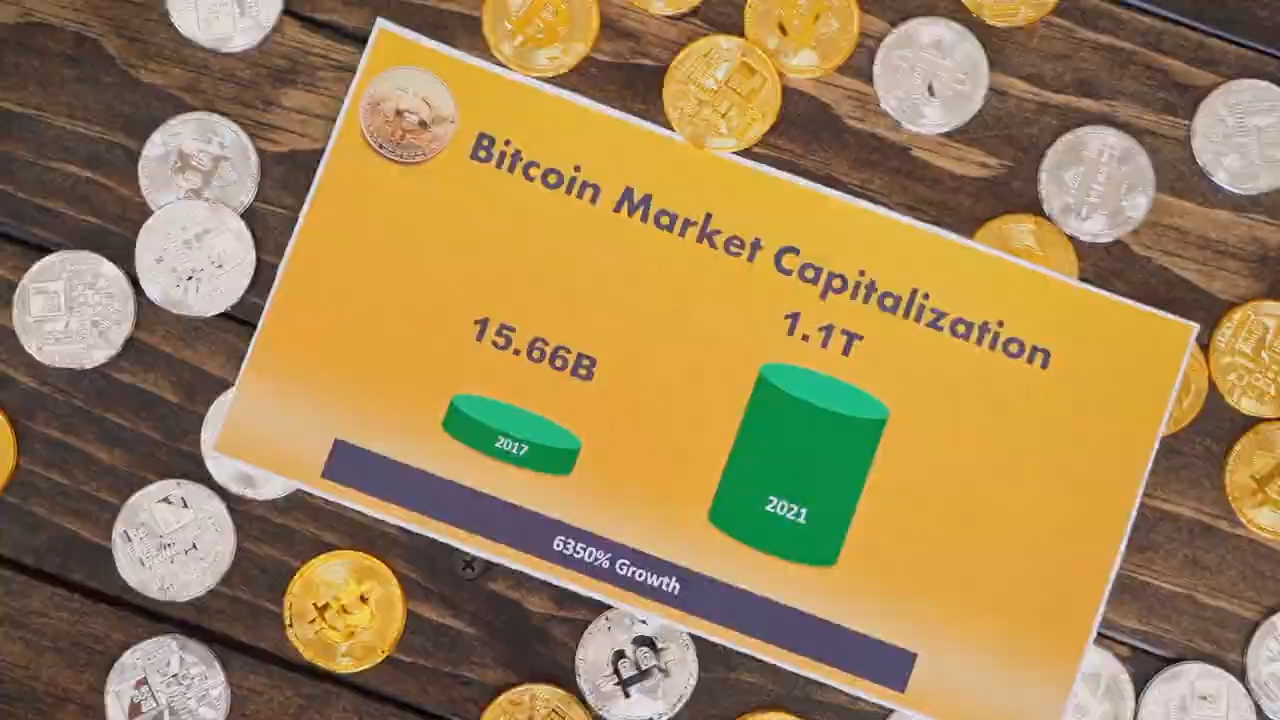 Bitcoin Market Capitalization
15.66B
1.1T
2017
2021
6350% Growth